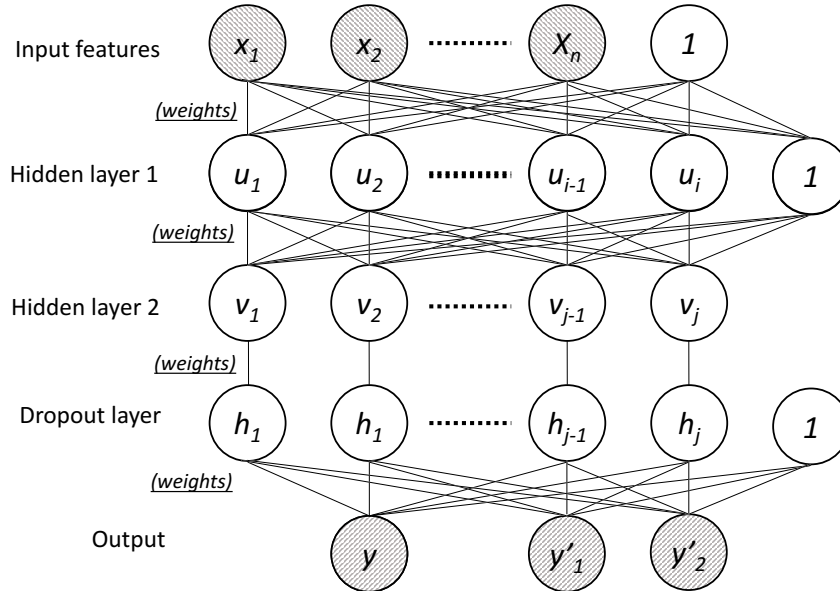 Input features x1 x2 Xn 1
(weights)
Hidden layer 1 u1 u2 ui-1 ui 1
(weights)
Hidden layer 2 v1 v2 vj-1 vj
(weights)
Dropout layer h1 h1 hj-1 hj 1
(weights)
Output y y'1 y'2